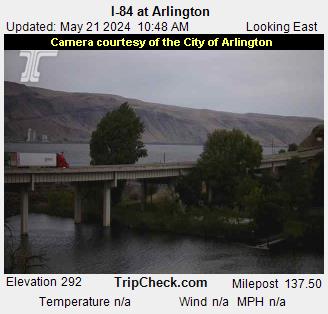 I-84 at Arlington
Updated: May 21 2024 10:48 AM Looking East
Camera courtesy of the City of Arlington
Elevation 292 TripCheck.com Milepost 137.50
Temperature n/a Wind n/a MPH n/a